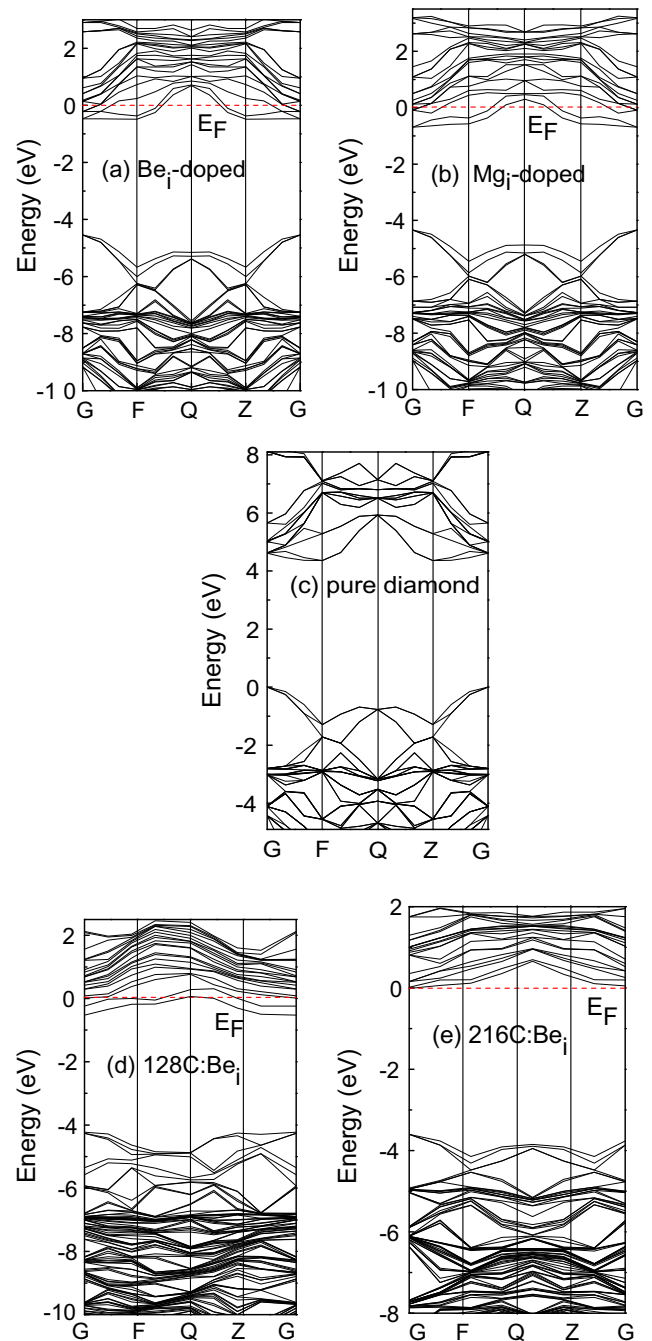 2
0
-2
-4
-6
-8
-1 0
Energy (eV)
E_F
(a) Be_i-doped
G F Q Z G
2
0
-2
-4
-6
-8
-1 0
Energy (eV)
E_F
(b) Mg_i-doped
G F Q Z G
8
6
4
2
0
-2
-4
Energy (eV)
(c) pure diamond
G F Q Z G
2
0
-2
-4
-6
-8
-10
Energy (eV)
E_F
(d) 128C:Be_i
G F Q Z G
2
0
-2
-4
-6
-8
Energy (eV)
E_F
(e) 216C:Be_i
G F Q Z G